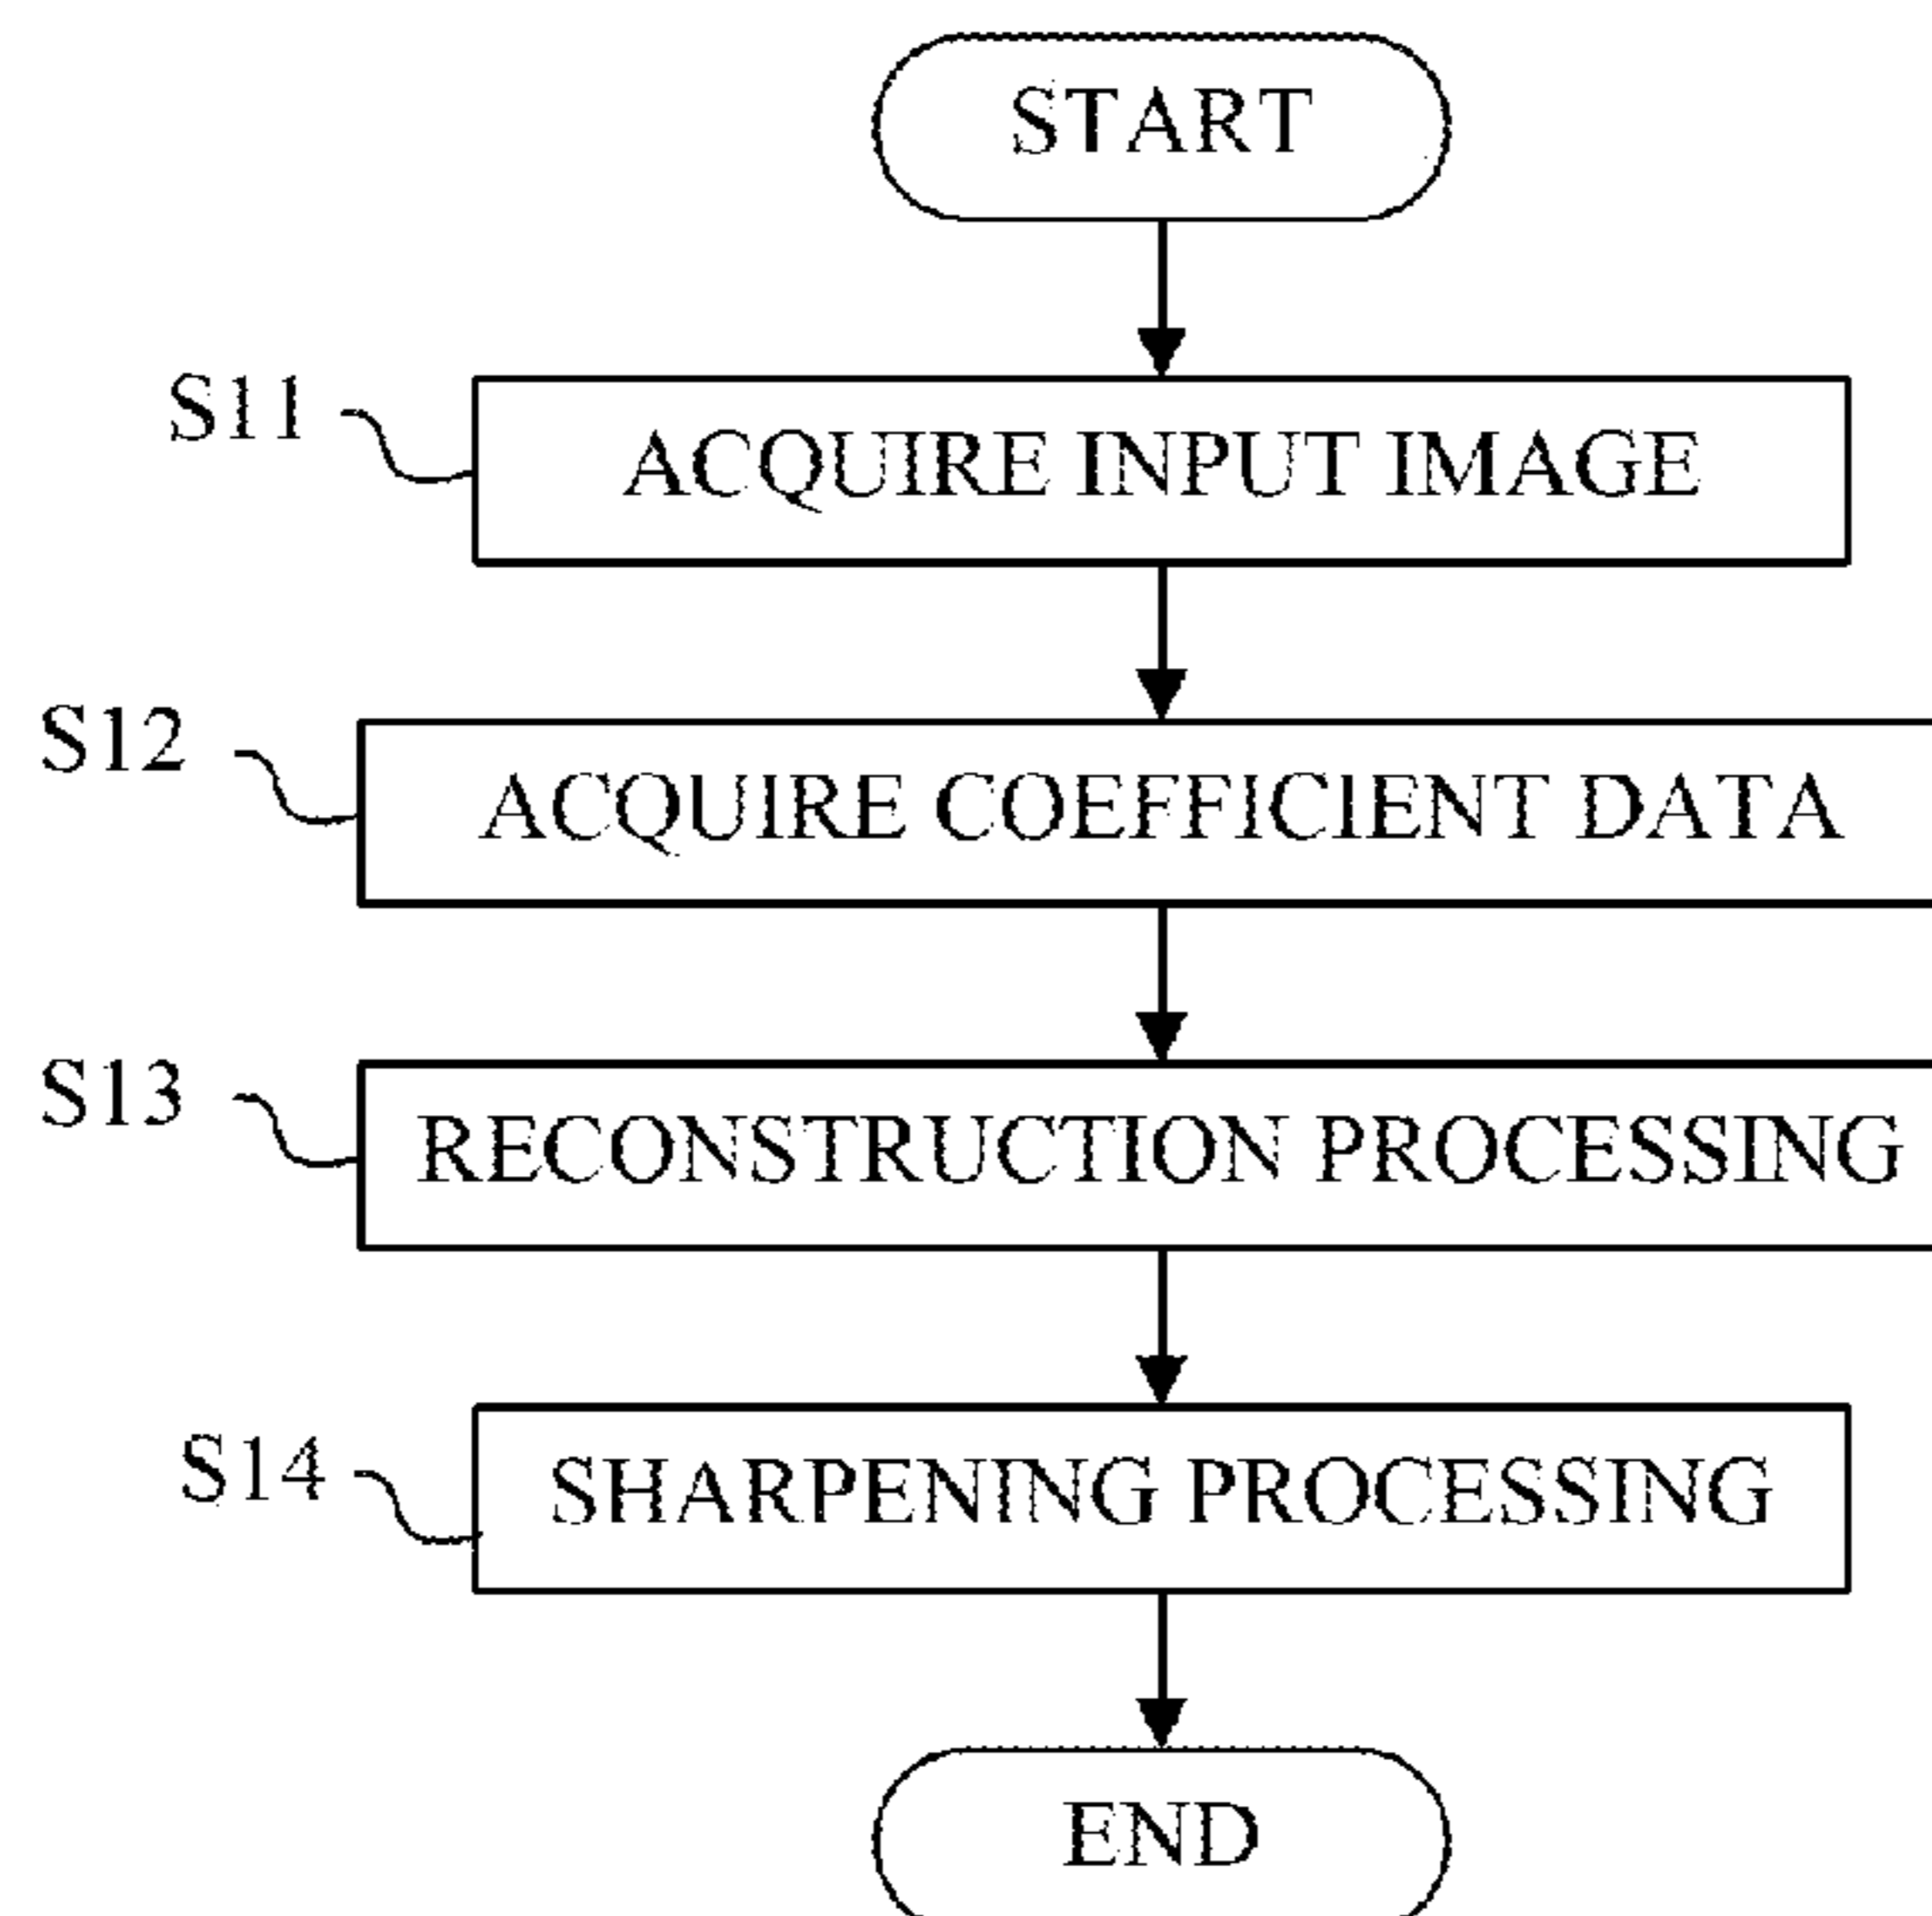 START
S11
ACQUIRE INPUT IMAGE
S12
ACQUIRE COEFFICIENT DATA
S13
RECONSTRUCTION PROCESSING
S14
SHARPENING PROCESSING
END